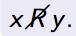 x R̸ y.